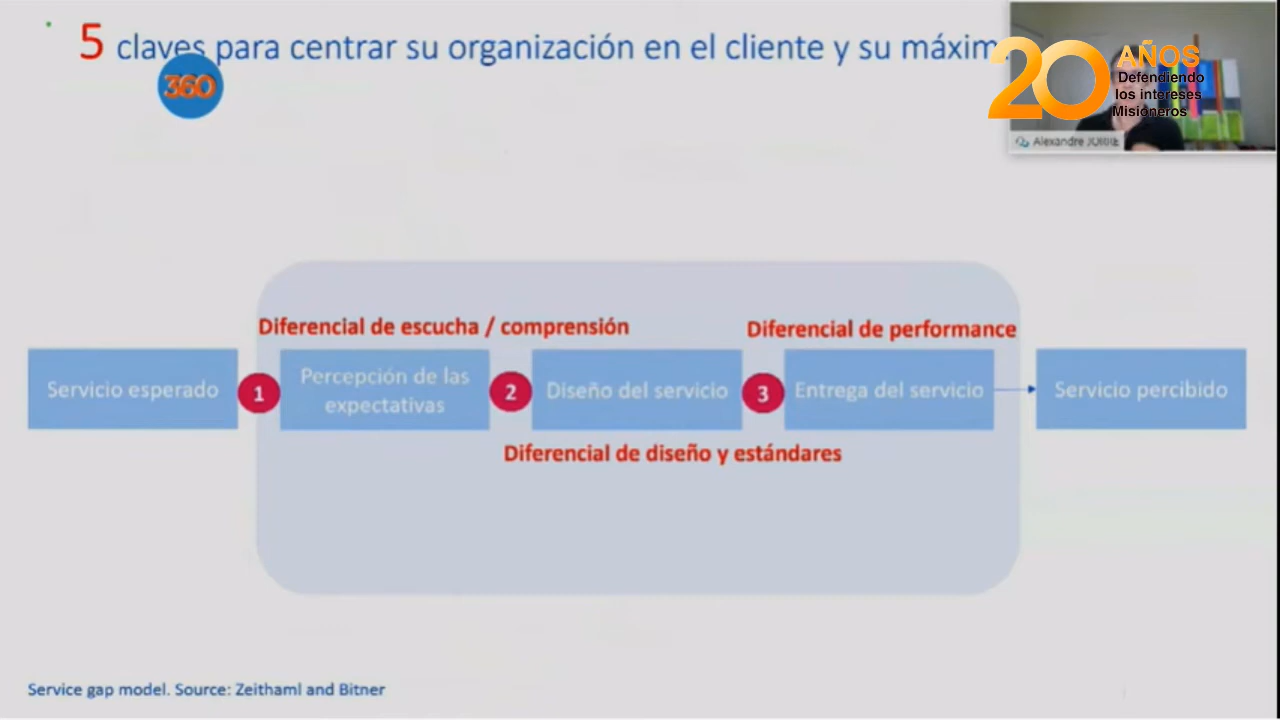 5 claves para centrar su organización en el cliente y su máxim
360
20 AÑOS
Defendiendo
los intereses
Misioneros
Alexandre
Diferencial de escucha / comprensión
Diferencial de performance
Servicio esperado
1
Percepción de las
expectativas
2
Diseño del servicio
3
Entrega del servicio
Servicio percibido
Diferencial de diseño y estándares
Service gap model. Source: Zeithaml and Bitner